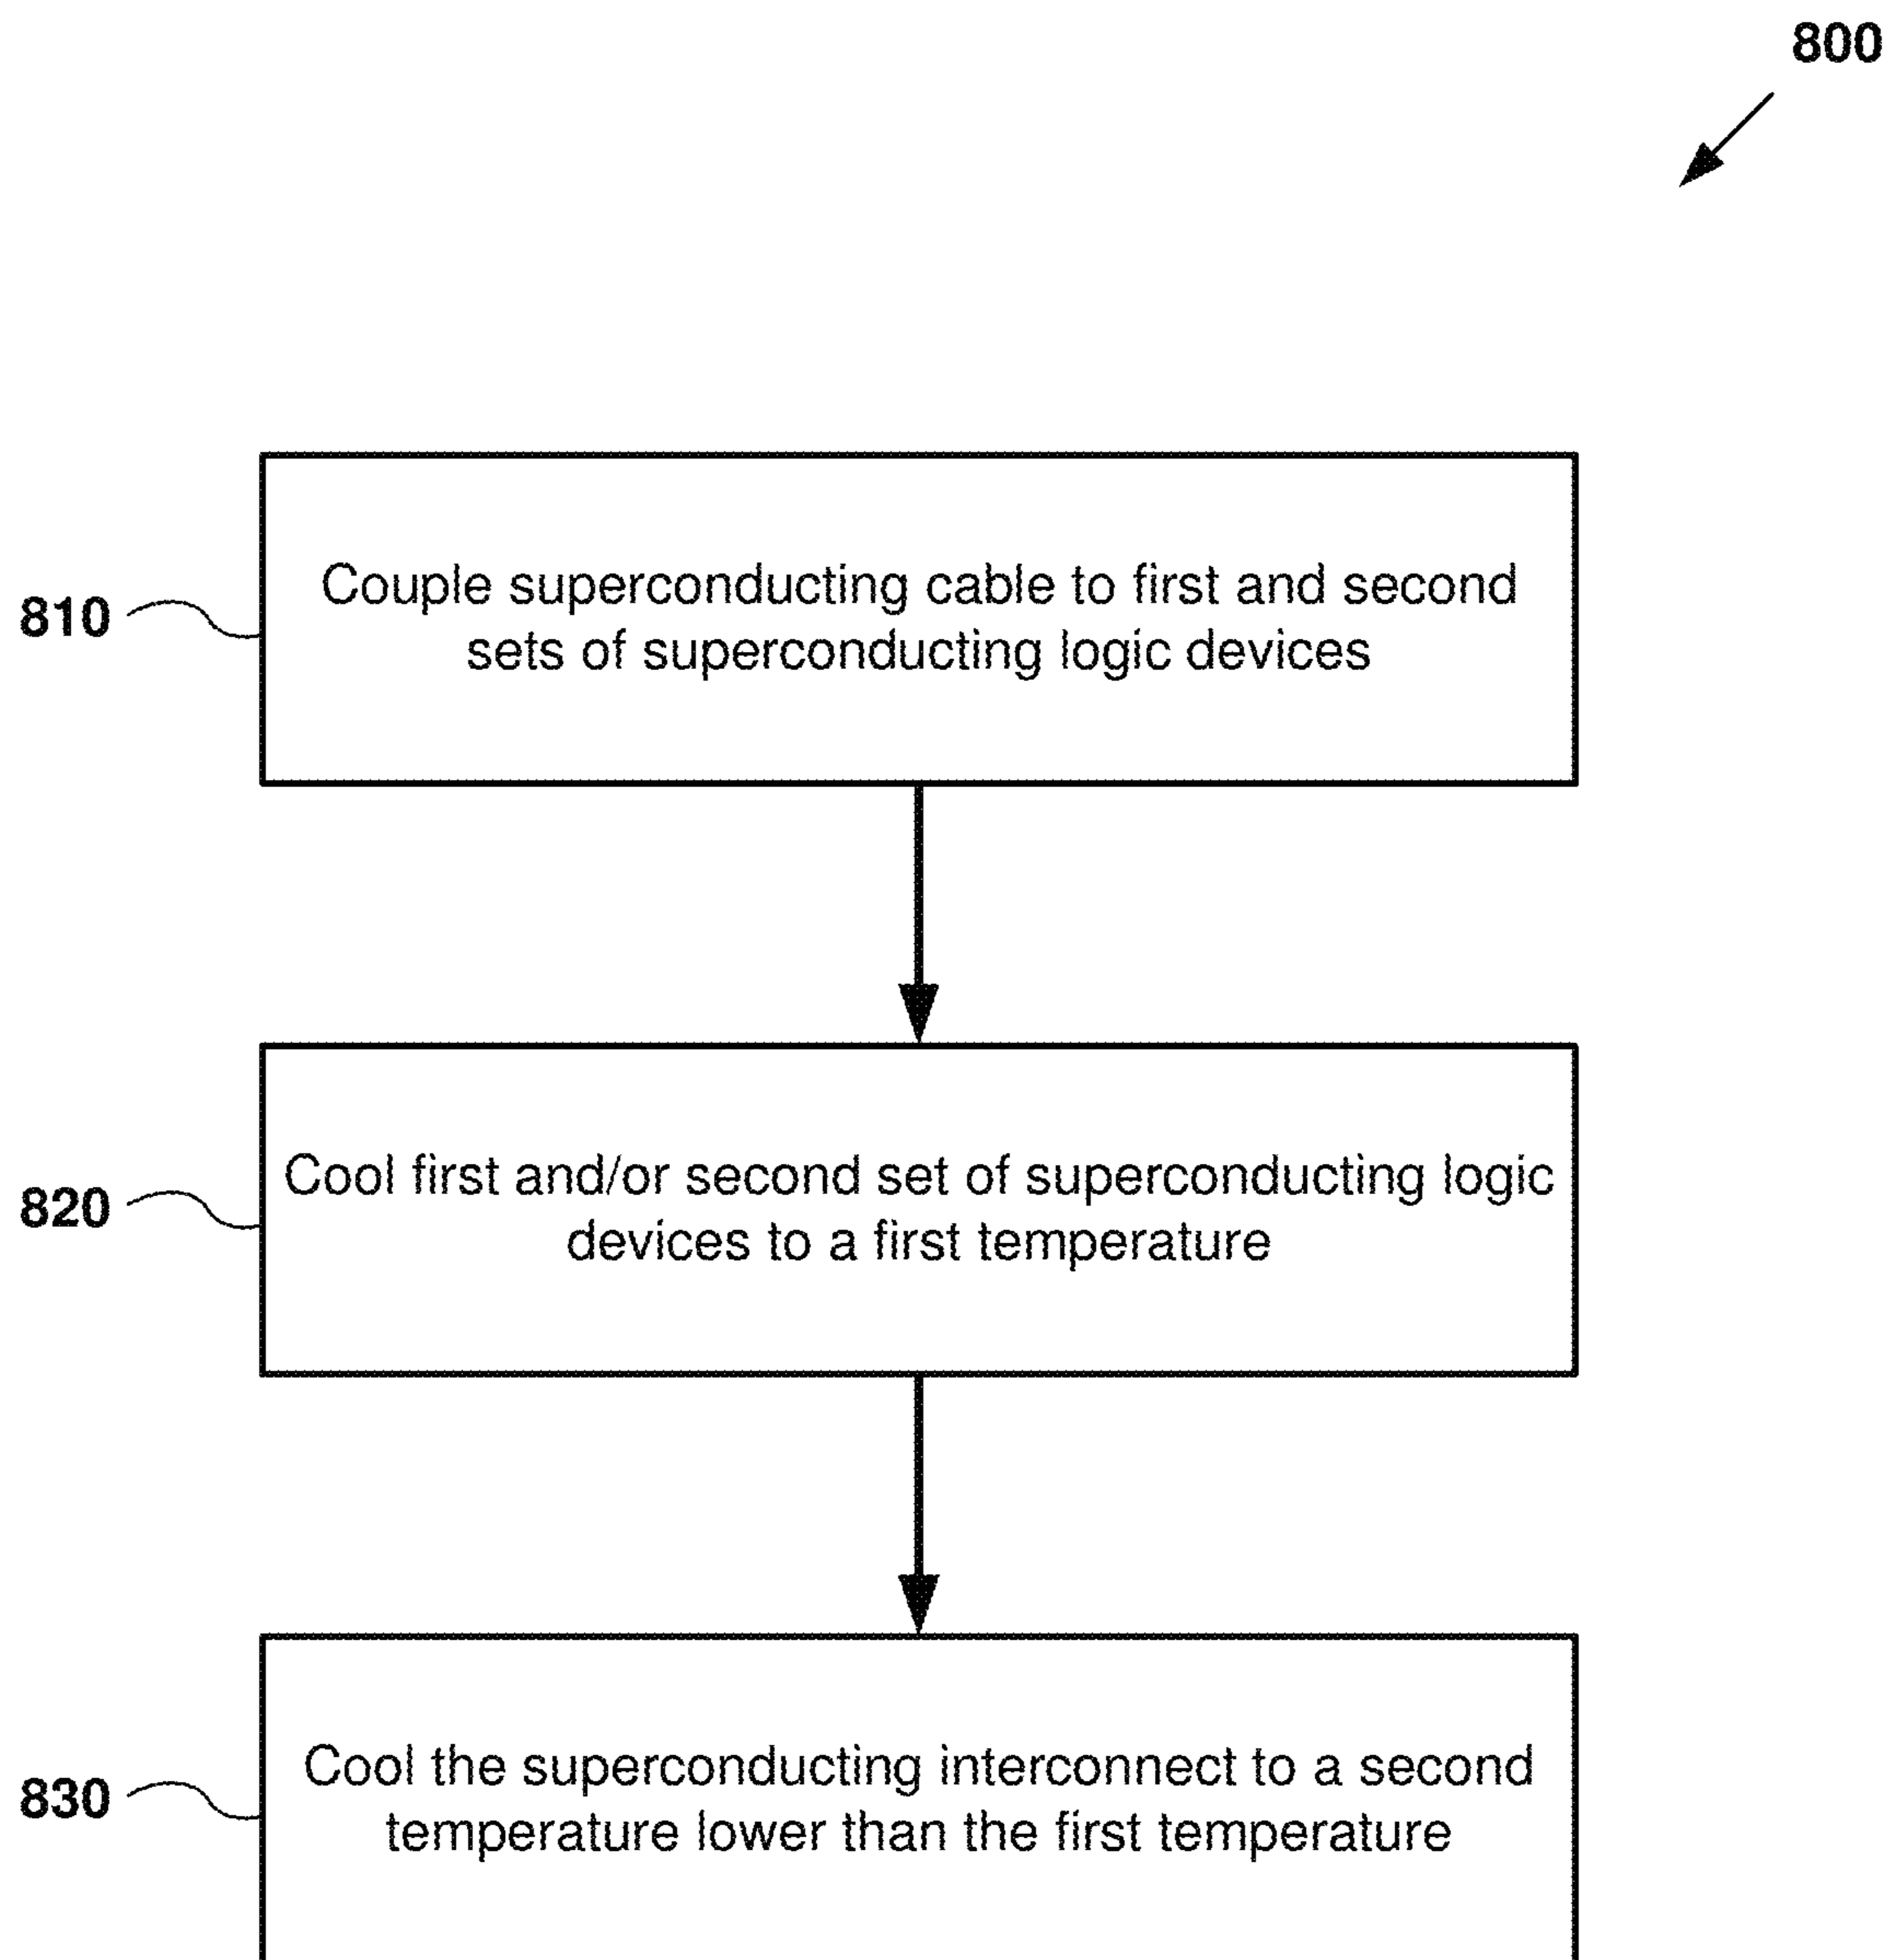 800
810
Couple superconducting cable to first and second
sets of superconducting logic devices
820
Cool first and/or second set of superconducting logic
devices to a first temperature
830
Cool the superconducting interconnect to a second
temperature lower than the first temperature